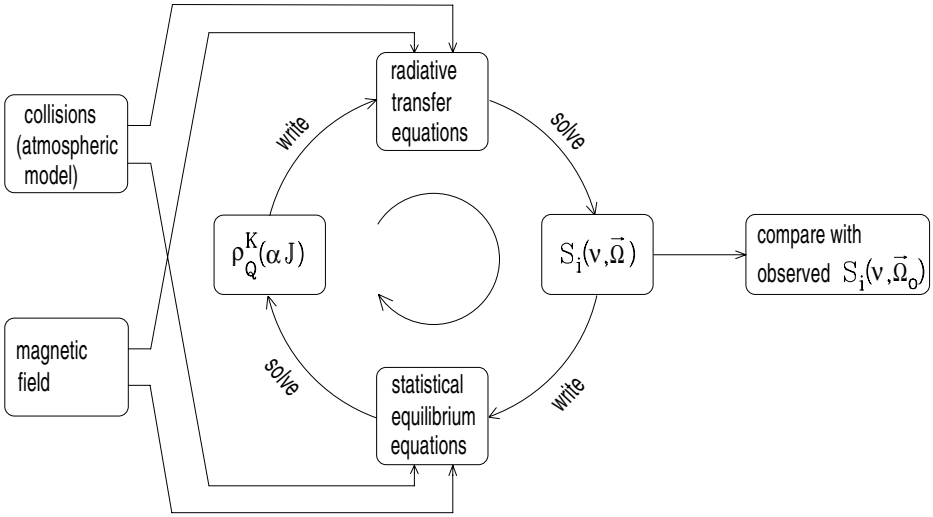 radiative
transfer
equations
collisions
(atmospheric
model)
write
solve
ρ^K_Q(αJ)
S_i(ν,Ω⃗)
compare with
observed S_i(ν,Ω⃗_o)
magnetic
field
solve
write
statistical
equilibrium
equations